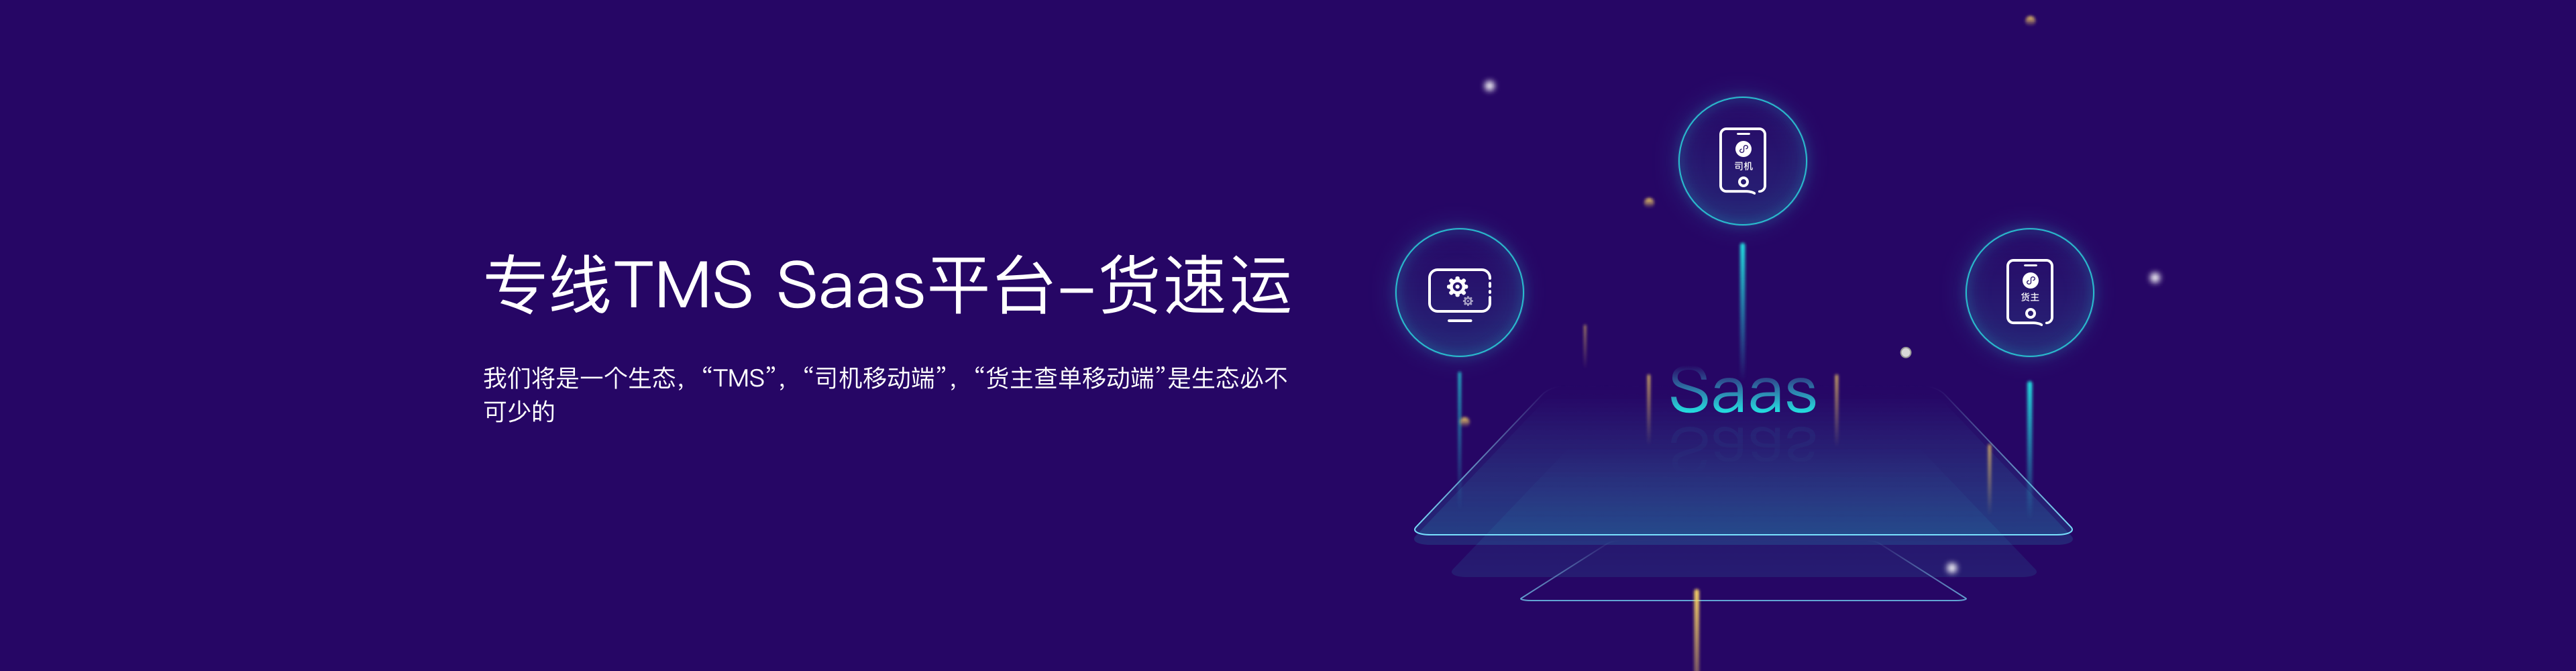 专线TMS Saas平台–货速运
我们将是一个生态，“TMS”，“司机移动端”，“货主查单移动端”是生态必不
可少的
司机
货主
Saas